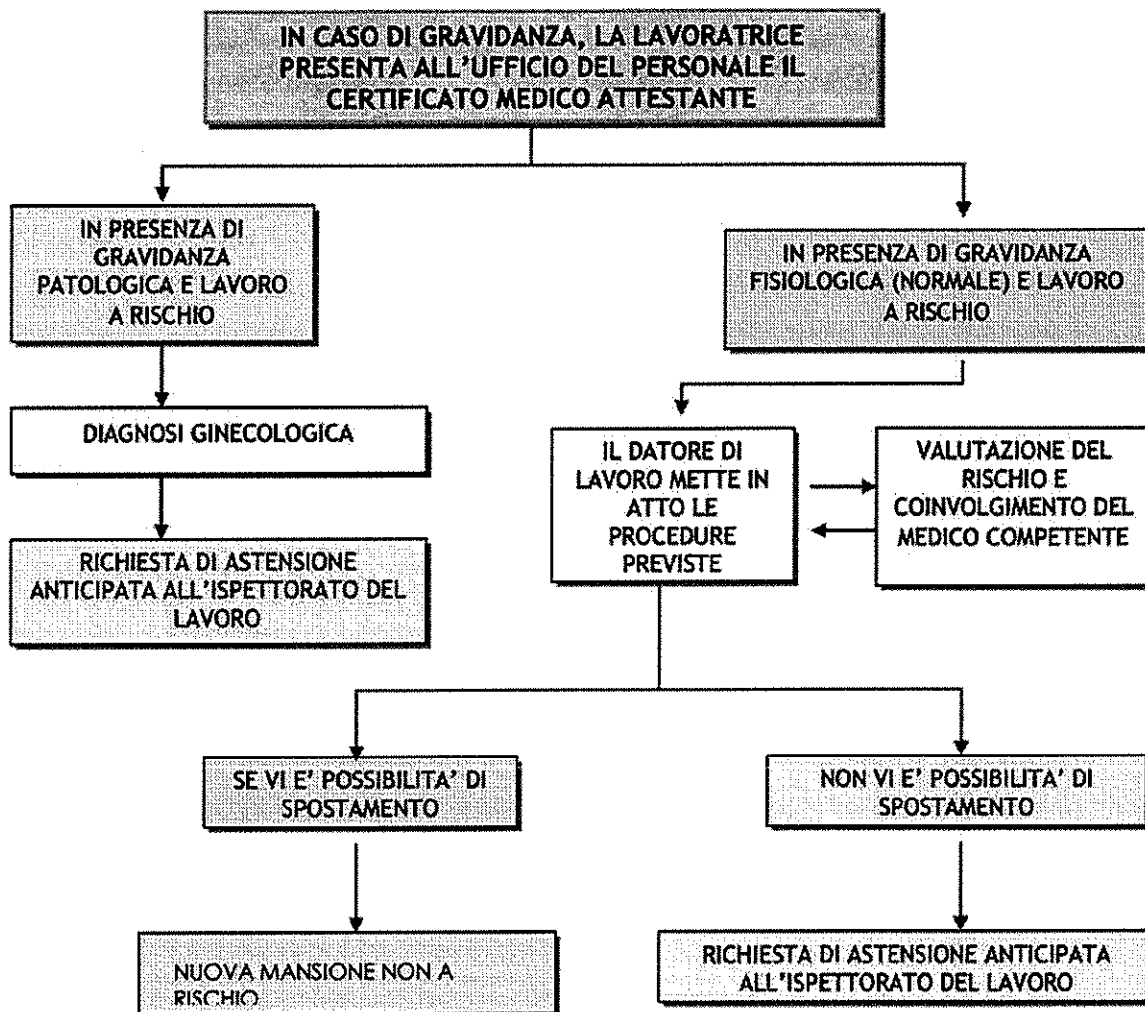 IN CASO DI GRAVIDANZA, LA LAVORATRICE
PRESENTA ALL'UFFICIO DEL PERSONALE IL
CERTIFICATO MEDICO ATTESTANTE
IN PRESENZA DI
GRAVIDANZA
PATOLOGICA E LAVORO
A RISCHIO
IN PRESENZA DI GRAVIDANZA
FISIOLOGICA (NORMALE) E LAVORO
A RISCHIO
DIAGNOSI GINECOLOGICA
IL DATORE DI
LAVORO METTE IN
ATTO LE
PROCEDURE
PREVISTE
VALUTAZIONE DEL
RISCHIO E
COINVOLGIMENTO DEL
MEDICO COMPETENTE
RICHIESTA DI ASTENSIONE
ANTICIPATA ALL'ISPETTORATO DEL
LAVORO
SE VI E' POSSIBILITA' DI
SPOSTAMENTO
NON VI E' POSSIBILITA' DI
SPOSTAMENTO
NUOVA MANSIONE NON A
RISCHIO
RICHIESTA DI ASTENSIONE ANTICIPATA
ALL'ISPETTORATO DEL LAVORO